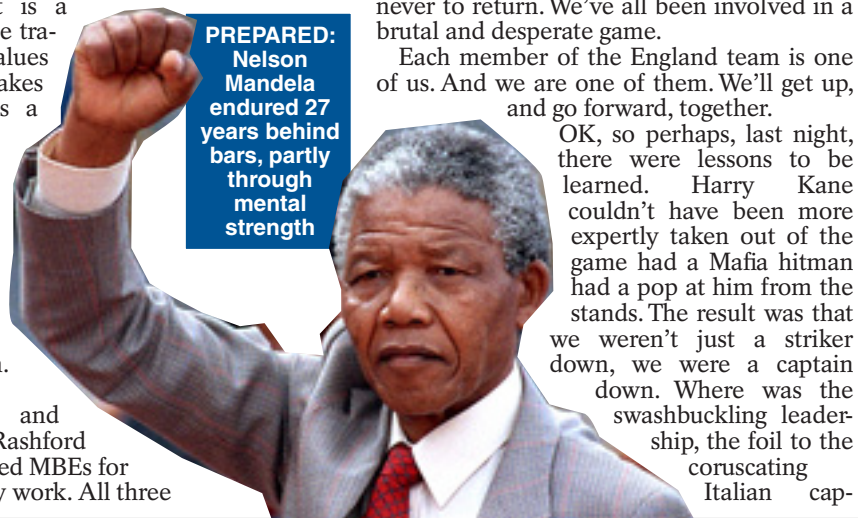 t is a
e tra-
alues
akes
s a
n.
and
Rashford
ed MBEs for
y work. All three
PREPARED:
Nelson
Mandela
endured 27
years behind
bars, partly
through
mental
strength
never to return. We’ve all been involved in a
brutal and desperate game.
Each member of the England team is one
of us. And we are one of them. We’ll get up,
and go forward, together.
OK, so perhaps, last night,
there were lessons to be
learned. Harry Kane
couldn’t have been more
expertly taken out of the
game had a Mafia hitman
had a pop at him from the
stands. The result was that
we weren’t just a striker
down, we were a captain
down. Where was the
swashbuckling leader-
ship, the foil to the
coruscating
Italian cap-